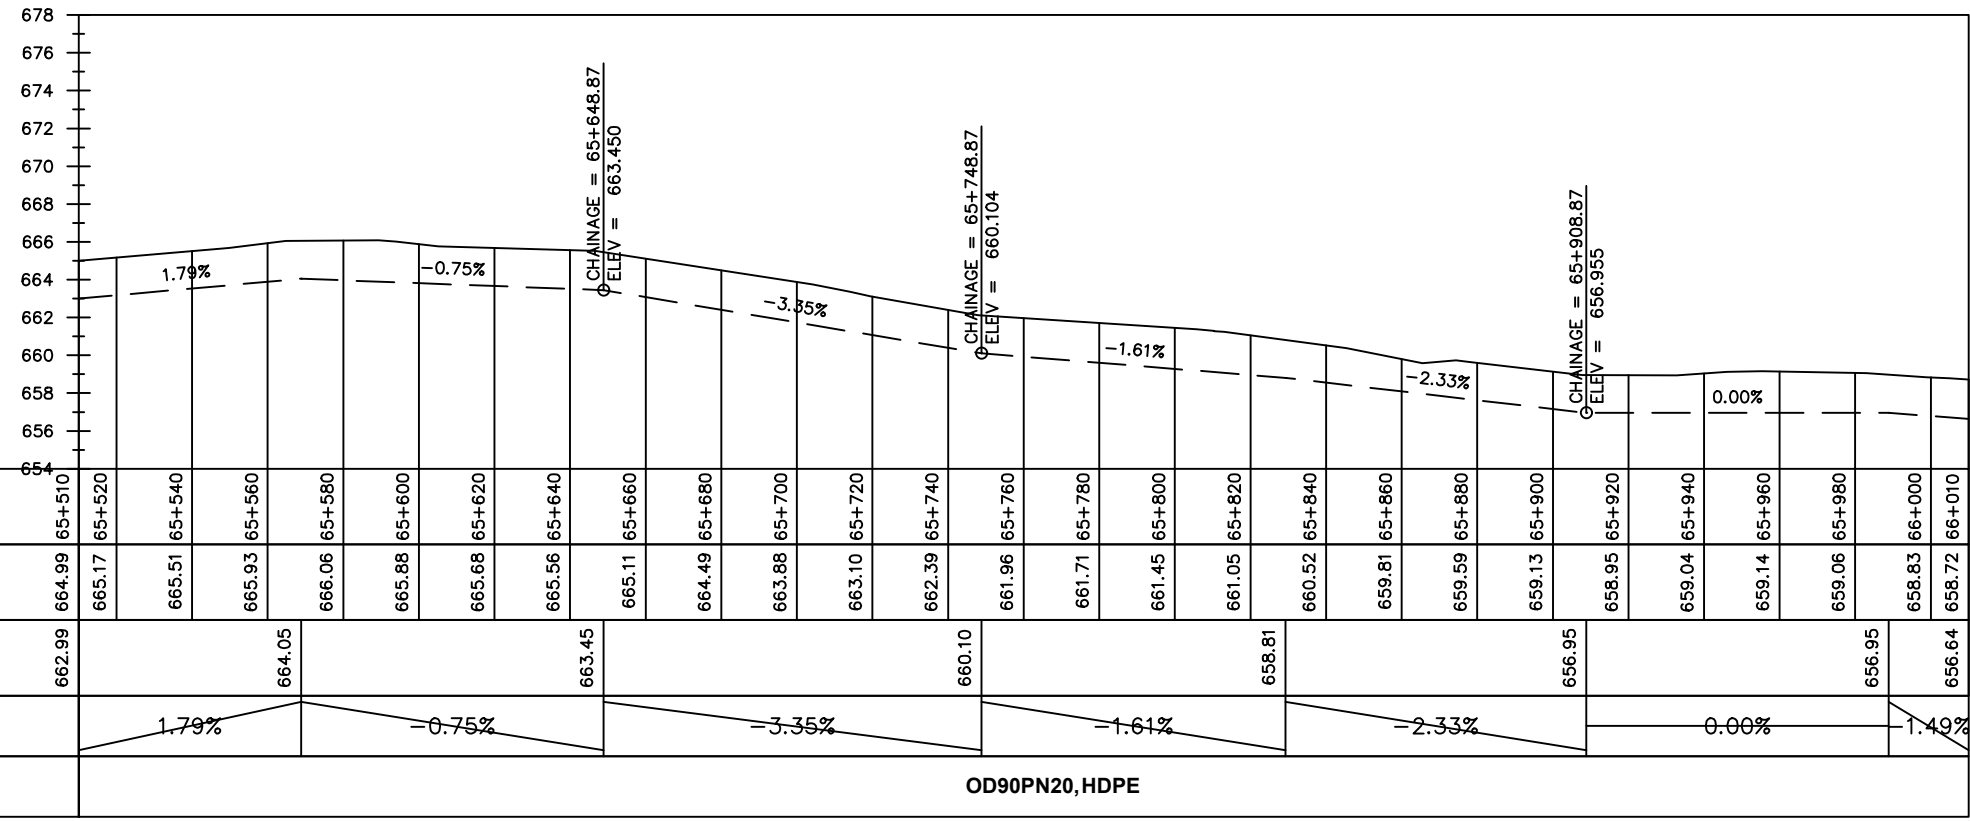 678
676
674
672
670
668
666
664
662
660
658
656
654
CHAINAGE = 65+648.87
ELEV = 663.450
CHAINAGE = 65+748.87
ELEV = 660.104
CHAINAGE = 65+908.87
ELEV = 656.955
1.79%
-0.75%
-3.35%
-1.61%
-2.33%
0.00%
65+510 65+520 65+540 65+560 65+580 65+600 65+620 65+640 65+660 65+680 65+700 65+720 65+740 65+760 65+780 65+800 65+820 65+840 65+860 65+880 65+900 65+920 65+940 65+960 65+980 66+000 66+010
664.99 665.17 665.51 665.93 666.06 665.88 665.68 665.56 665.11 664.49 663.88 663.10 662.39 661.96 661.71 661.45 661.05 660.52 659.81 659.59 659.13 658.95 659.04 659.14 659.06 658.83 658.72
662.99 664.05 663.45 660.10 658.81 656.95 656.95 656.64
1.79% -0.75% -3.35% -1.61% -2.33% 0.00% -1.49%
OD90PN20,HDPE